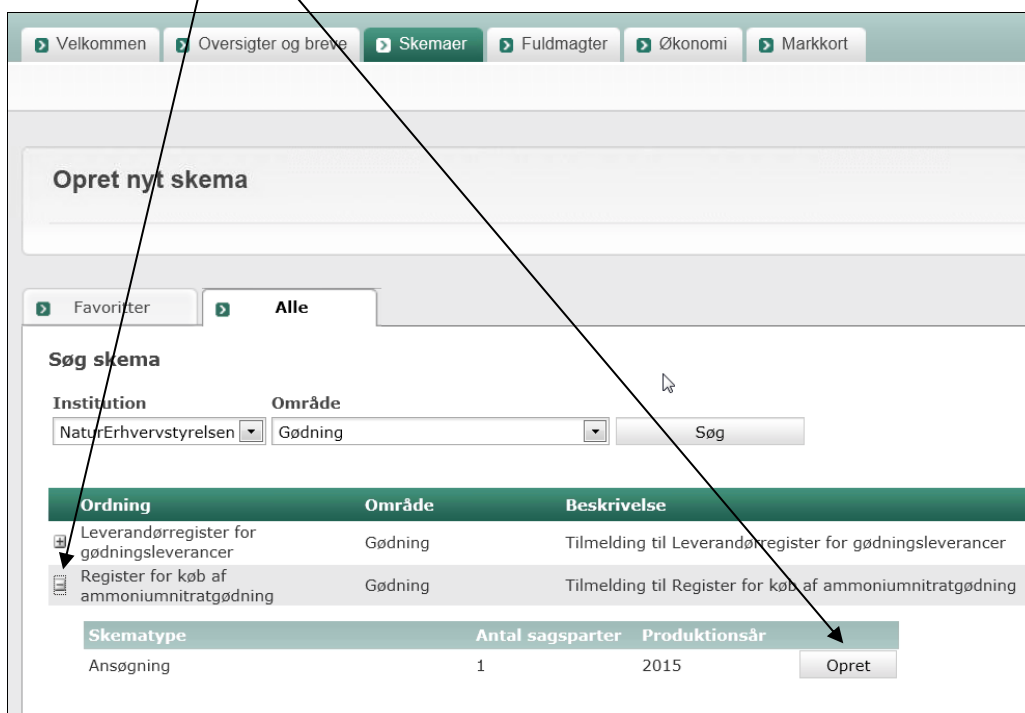 Velkommen Oversigter og breve Skemaer Fuldmagter Økonomi Markkort
Opret nyt skema
Favoritter Alle
Søg skema
Institution Område
NaturErhvervstyrelsen Gødning Søg
Ordning Område Beskrivelse
Leverandørregister for
gødningsleverancer Gødning Tilmelding til Leverandørregister for gødningsleverancer
Register for køb af
ammoniumnitratgødning Gødning Tilmelding til Register for køb af ammoniumnitratgødning
Skematype Antal sagsparter Produktionsår
Ansøgning 1 2015 Opret